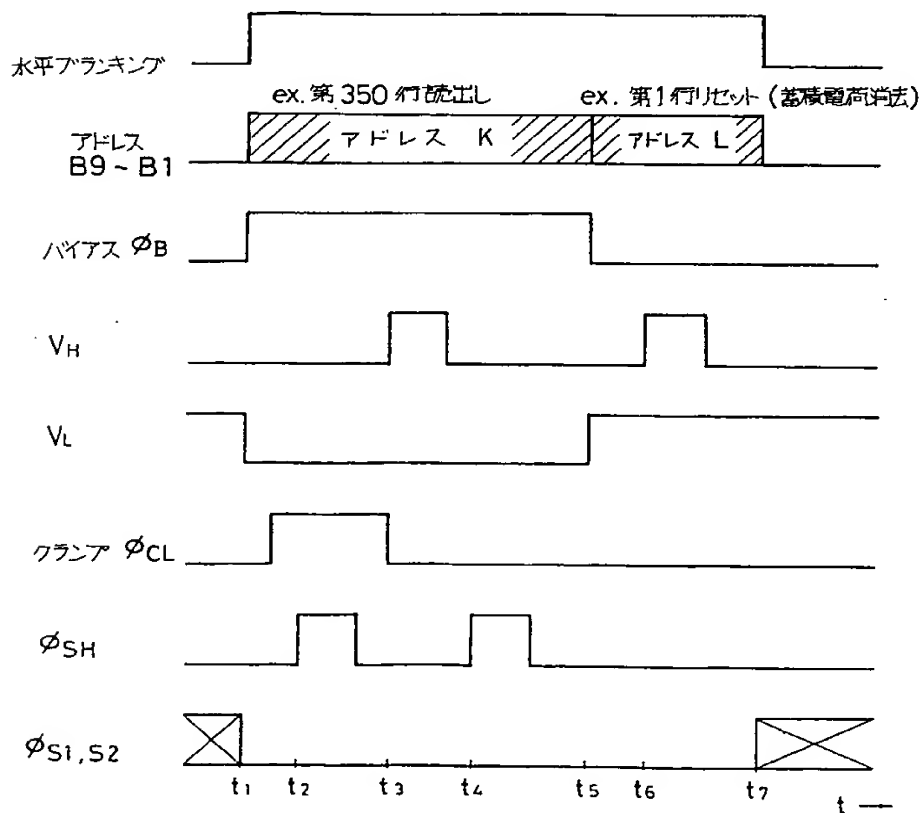 水平ブランキング
ex. 第350行読出し
ex. 第1行リセット (蓄積電荷消去)
アドレス
B9~B1
アドレス K
アドレス L
バイアス ØB
VH
VL
クランプ ØCL
ØSH
ØS1,S2
t1 t2 t3 t4 t5 t6 t7
t →